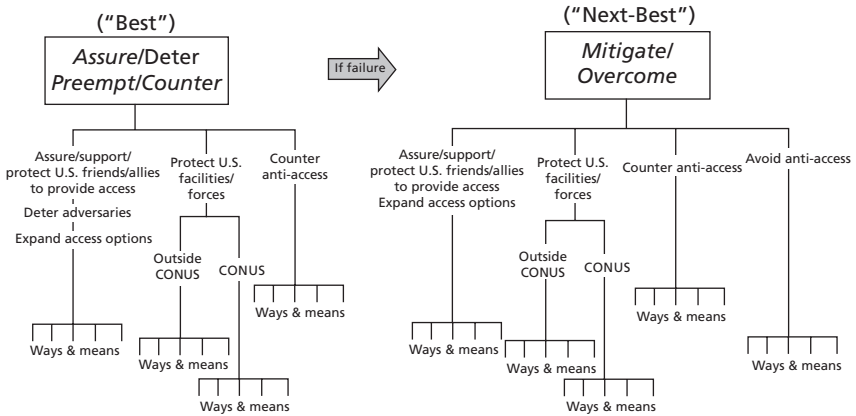 (“Best”)
Assure/Deter
Preempt/Counter
If failure
(“Next-Best”)
Mitigate/
Overcome
Assure/support/
protect U.S. friends/allies
to provide access
Deter adversaries
Expand access options
Protect U.S.
facilities/
forces
Counter
anti-access
Outside
CONUS
CONUS
Ways & means
Ways & means
Ways & means
Ways & means
Assure/support/
protect U.S. friends/allies
to provide access
Expand access options
Protect U.S.
facilities/
forces
Counter anti-access
Avoid anti-access
Outside
CONUS
CONUS
Ways & means
Ways & means
Ways & means
Ways & means
Ways & means